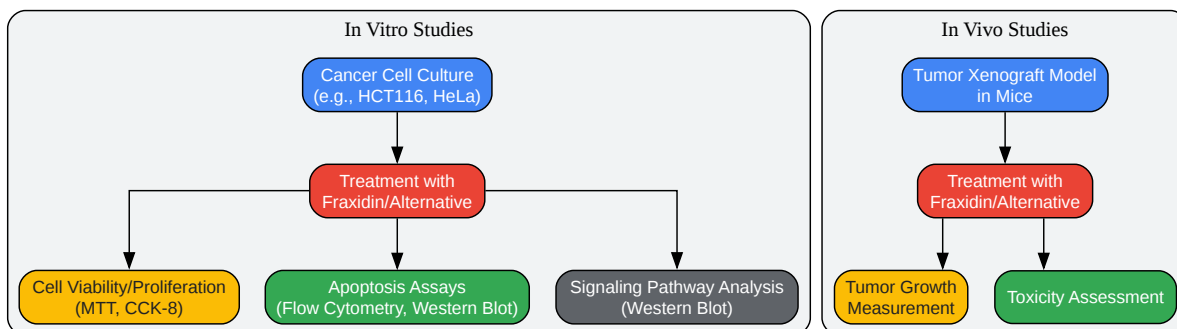 In Vitro Studies
Cancer Cell Culture
(e.g., HCT116, HeLa)
Treatment with
Fraxidin/Alternative
Cell Viability/Proliferation
(MTT, CCK-8)
Apoptosis Assays
(Flow Cytometry, Western Blot)
Signaling Pathway Analysis
(Western Blot)
In Vivo Studies
Tumor Xenograft Model
in Mice
Treatment with
Fraxidin/Alternative
Tumor Growth
Measurement
Toxicity Assessment